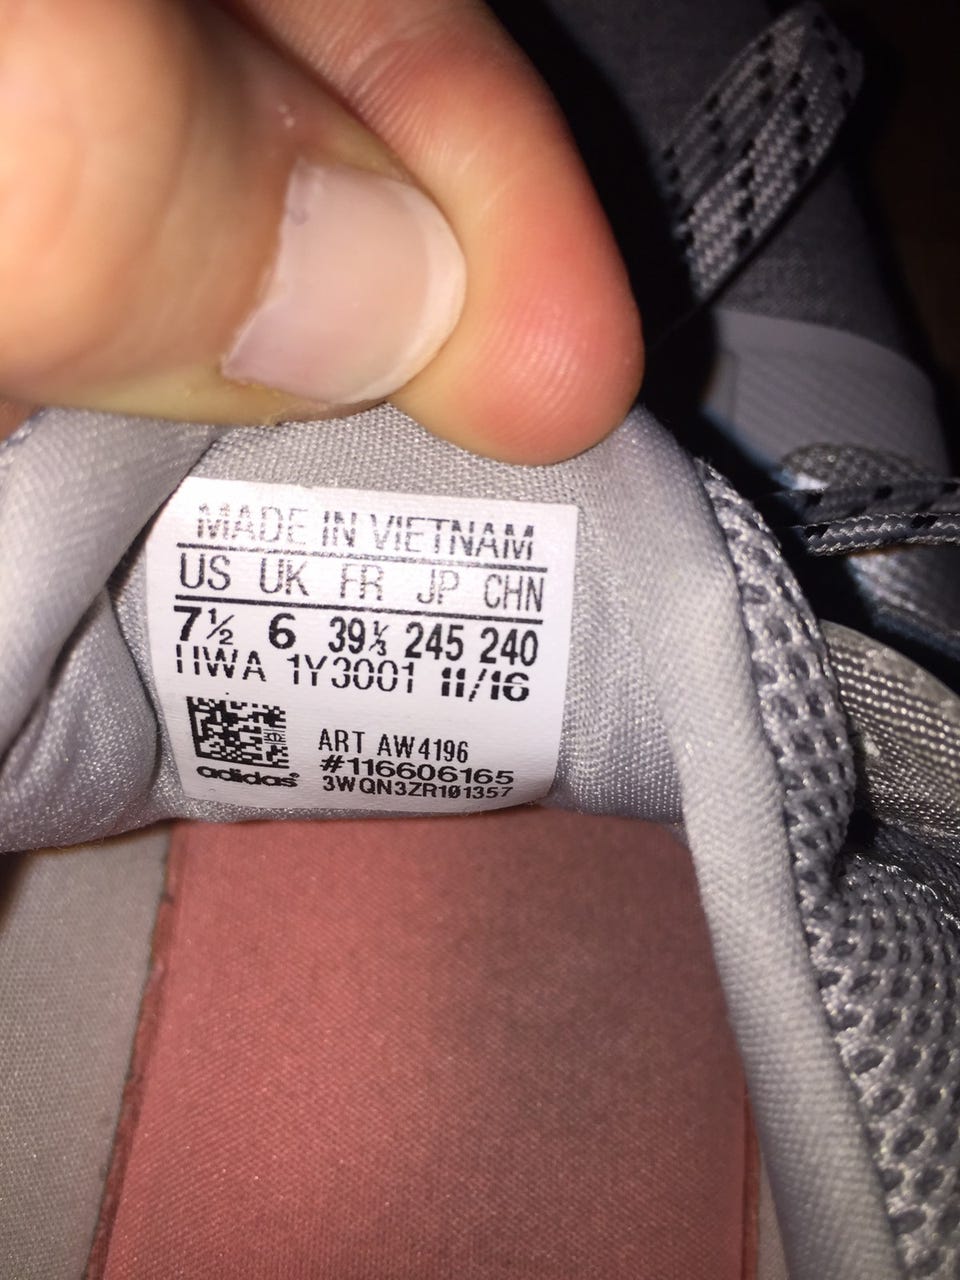 MADE IN VIETNAM
US UK FR JP CHN
7½ 6 39⅓ 245 240
1Y3001 11/16
ART AW4196
#116606165
adidas
3WQN3ZR101357